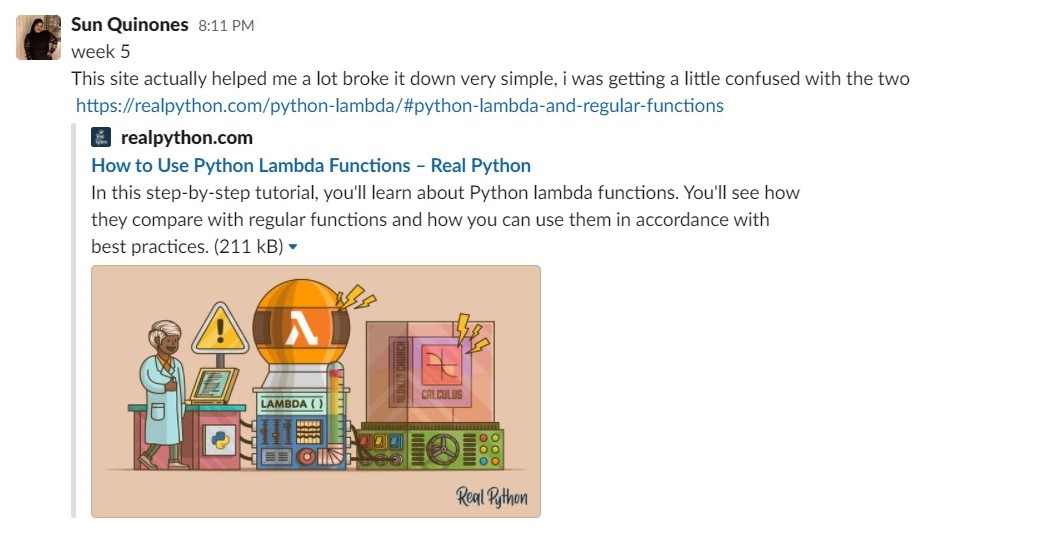 Sun Quinones 8:11 PM
week 5
This site actually helped me a lot broke it down very simple, i was getting a little confused with the two
https://realpython.com/python-lambda/#python-lambda-and-regular-functions
realpython.com
How to Use Python Lambda Functions – Real Python
In this step-by-step tutorial, you'll learn about Python lambda functions. You'll see how
they compare with regular functions and how you can use them in accordance with
best practices. (211 kB)
!
λ
ALONZO CHURCH
CALCULUS
LAMBDA ( )
Real Python